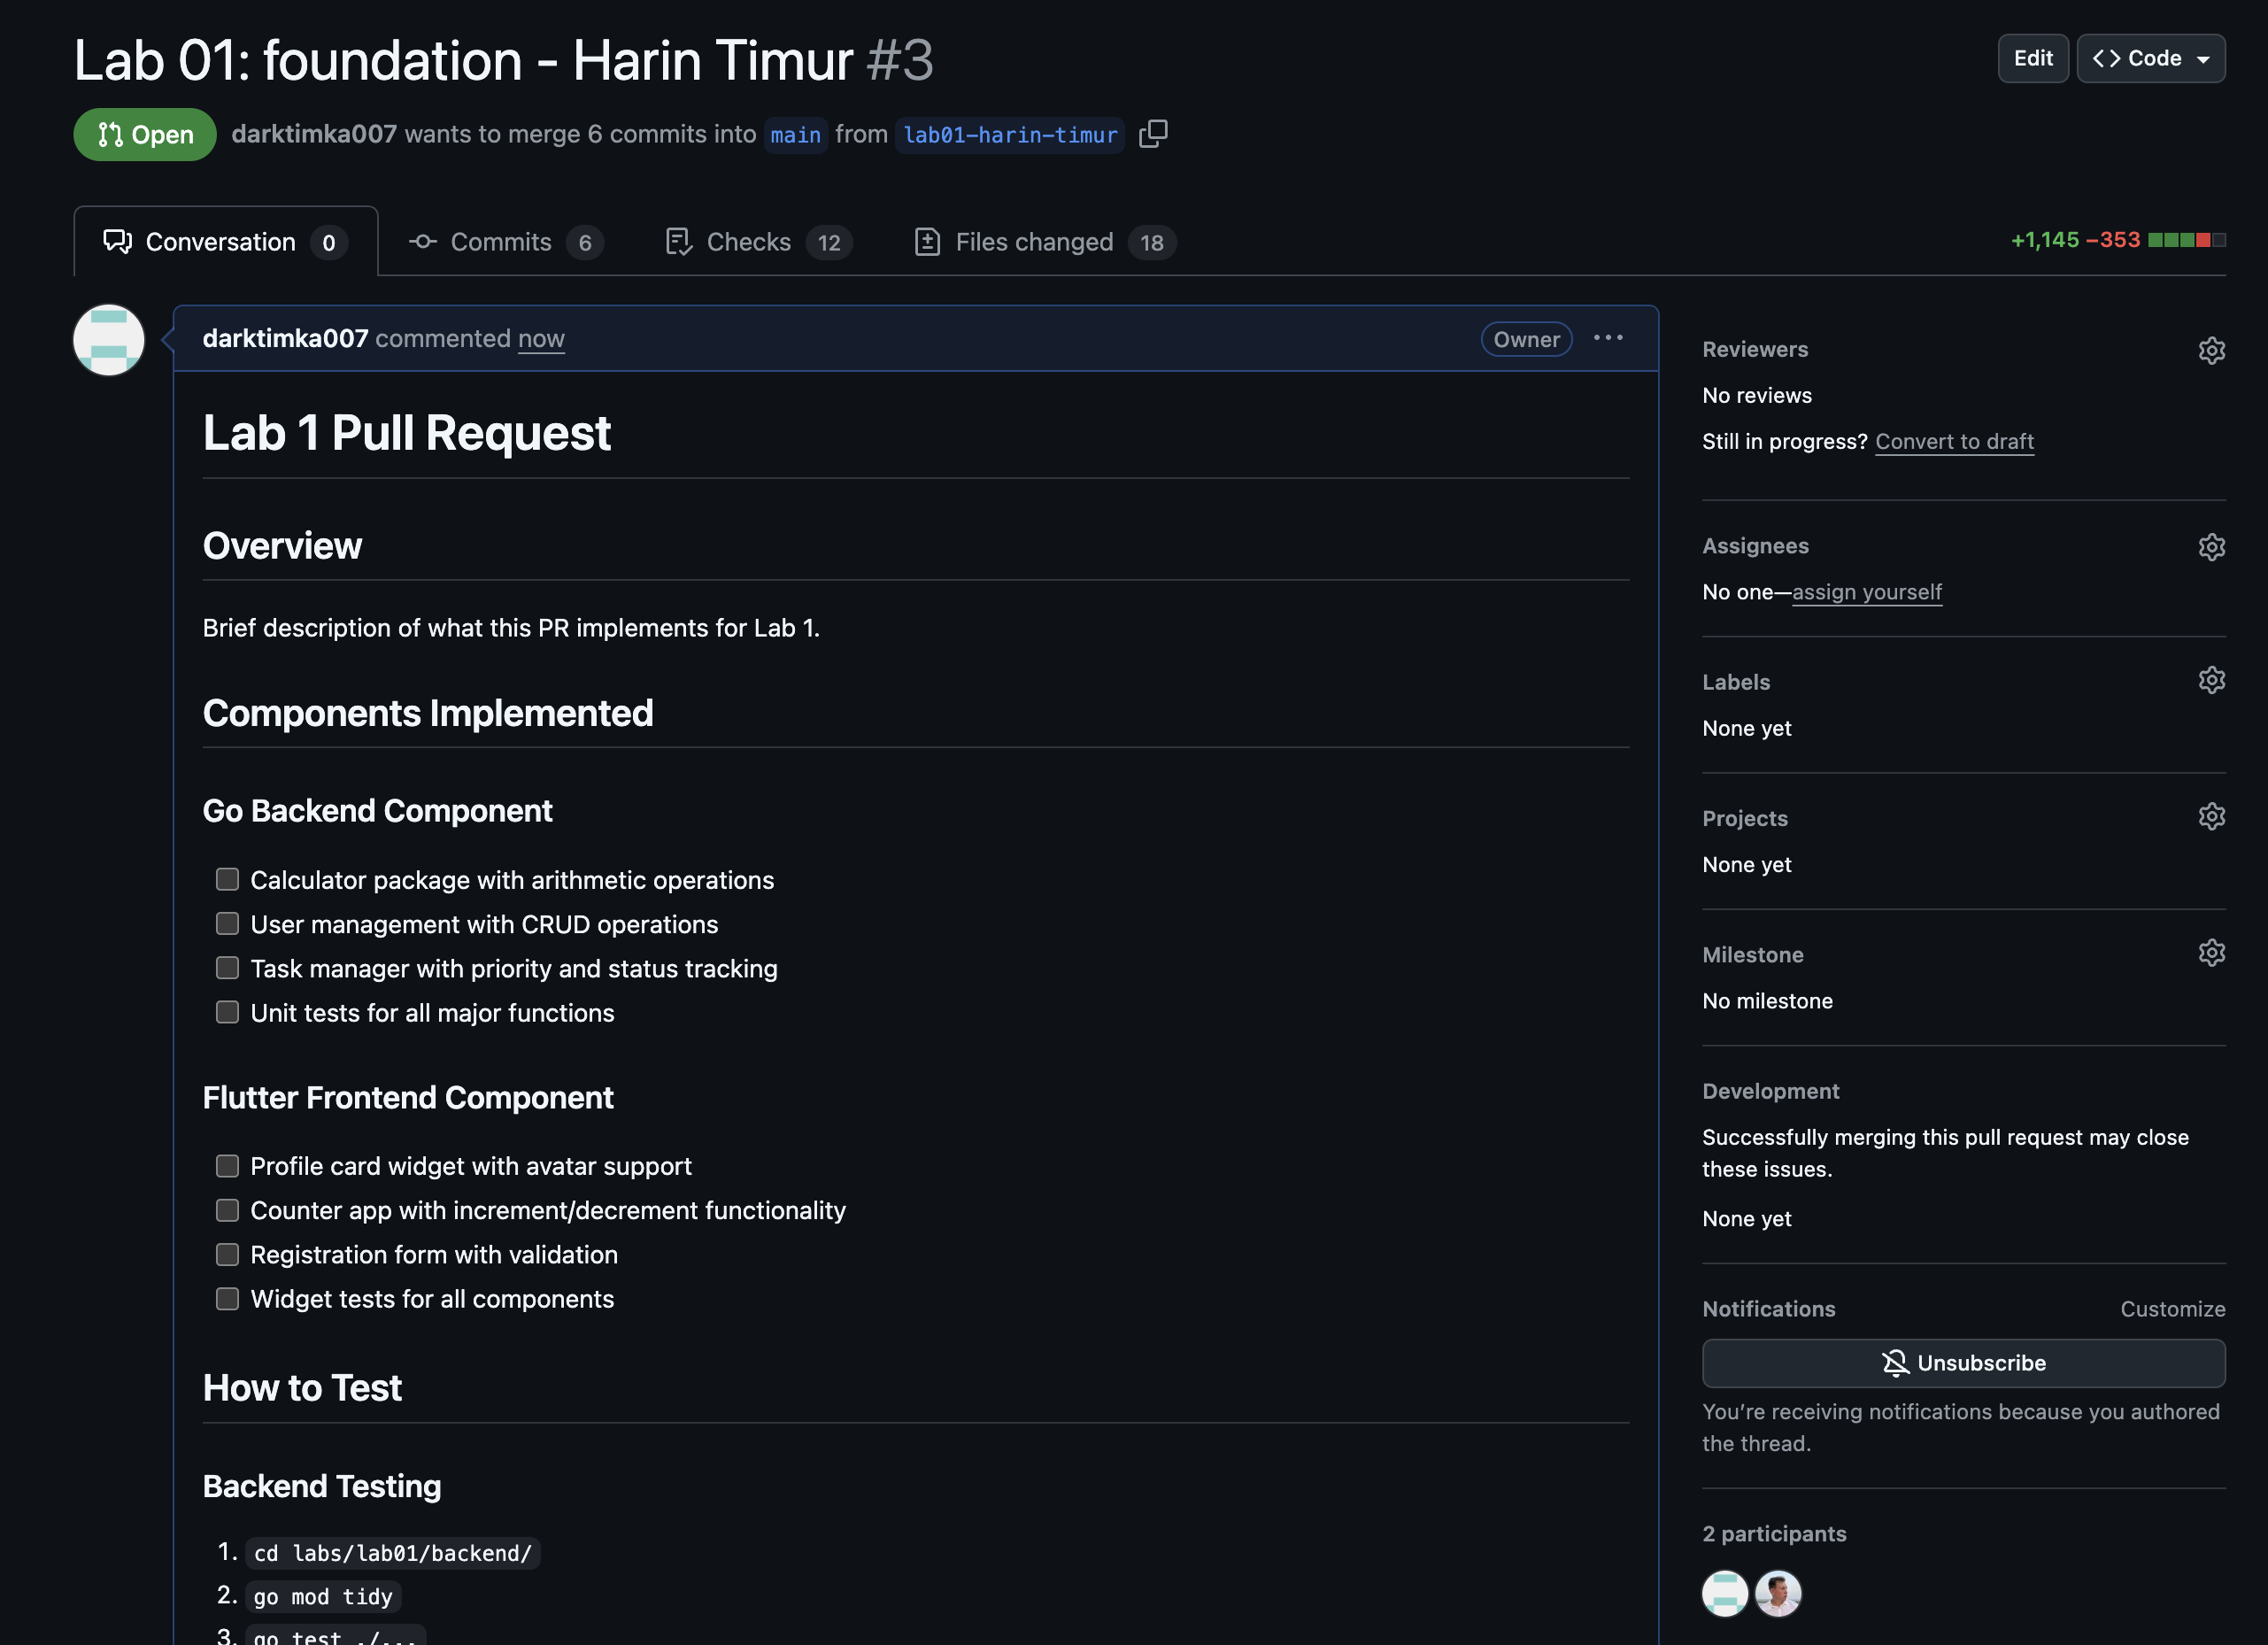 Lab 01: foundation - Harin Timur #3
Edit
Code
Open
darktimka007 wants to merge 6 commits into main from lab01-harin-timur
Conversation 0
Commits 6
Checks 12
Files changed 18
+1,145 −353
darktimka007 commented now
Owner
Lab 1 Pull Request
Overview
Brief description of what this PR implements for Lab 1.
Components Implemented
Go Backend Component
Calculator package with arithmetic operations
User management with CRUD operations
Task manager with priority and status tracking
Unit tests for all major functions
Flutter Frontend Component
Profile card widget with avatar support
Counter app with increment/decrement functionality
Registration form with validation
Widget tests for all components
How to Test
Backend Testing
1. cd labs/lab01/backend/
2. go mod tidy
3. go test ./...
Reviewers
No reviews
Still in progress? Convert to draft
Assignees
No one—assign yourself
Labels
None yet
Projects
None yet
Milestone
No milestone
Development
Successfully merging this pull request may close
these issues.
None yet
Notifications
Customize
Unsubscribe
You’re receiving notifications because you authored
the thread.
2 participants